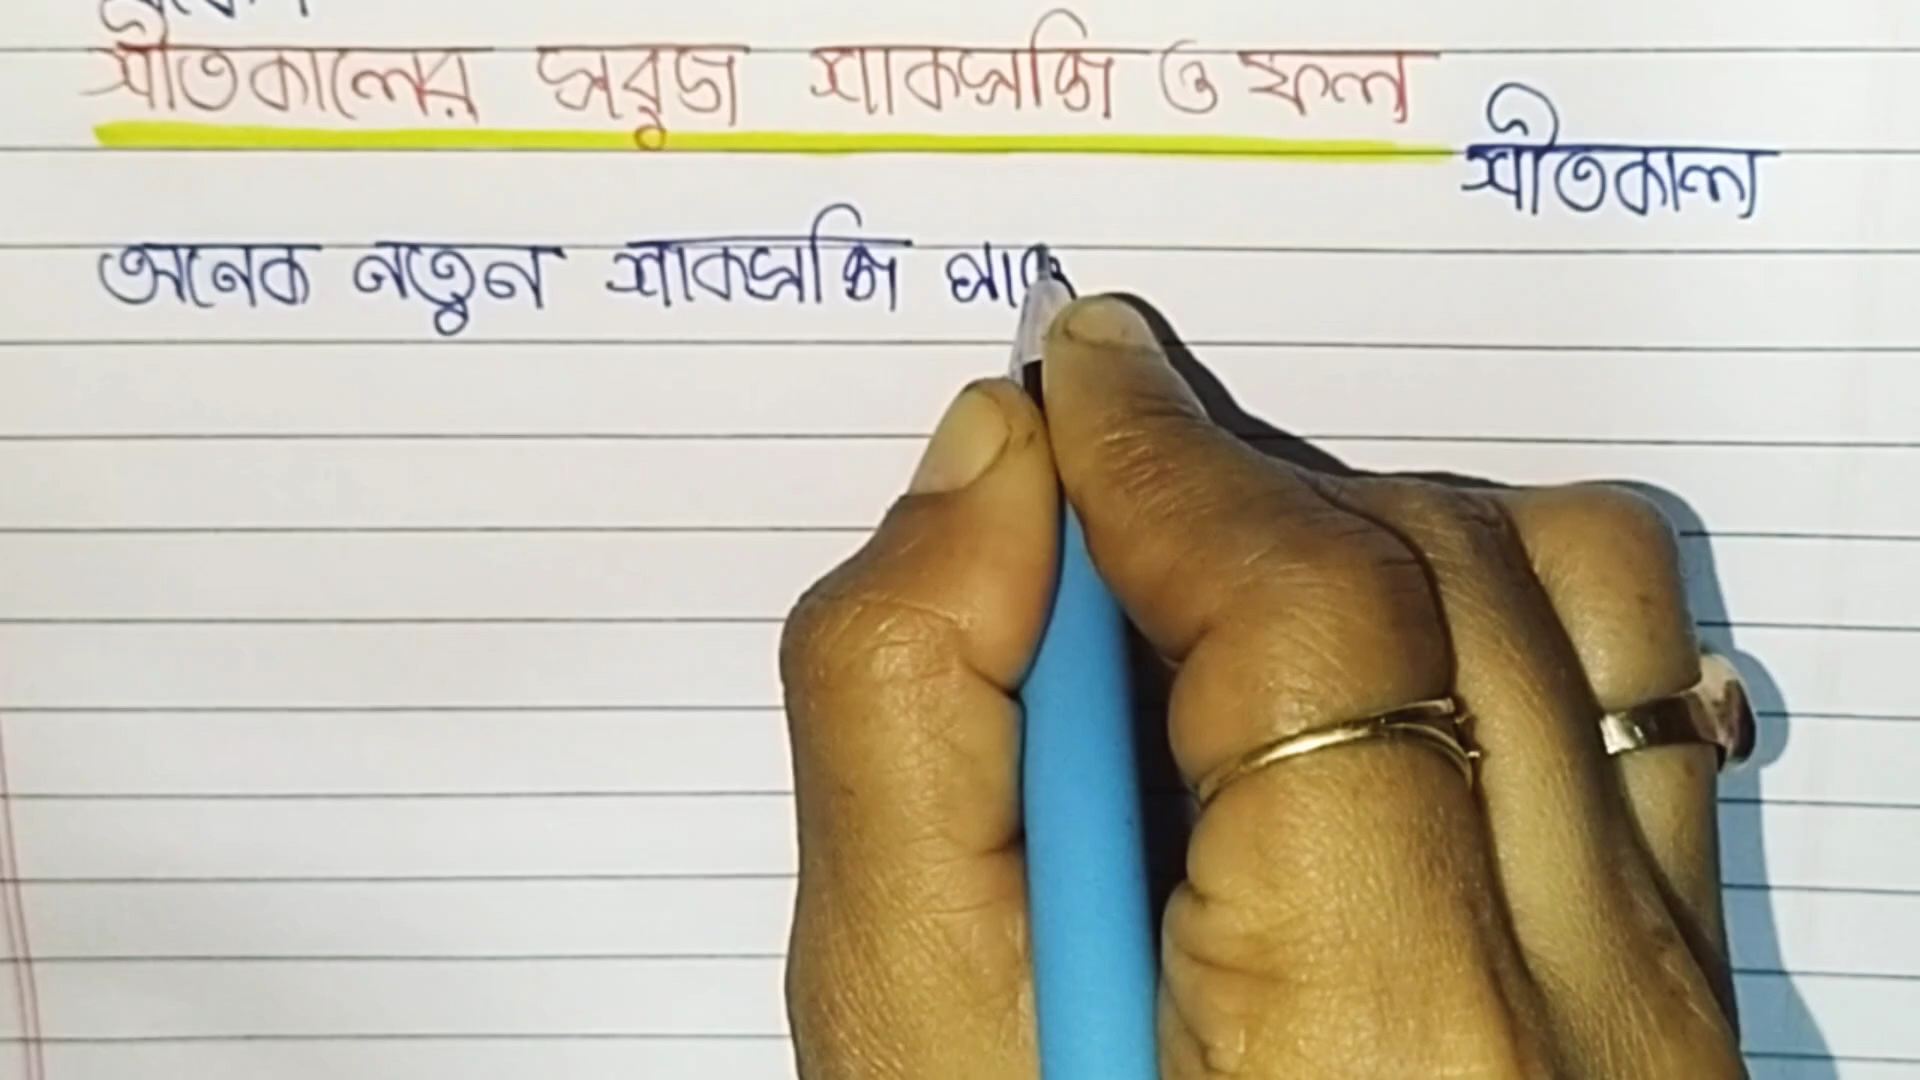 শীতকালের সবুজ শাকসব্জি ও ফল
শীতকাল
অনেক নতুন শাকসব্জি